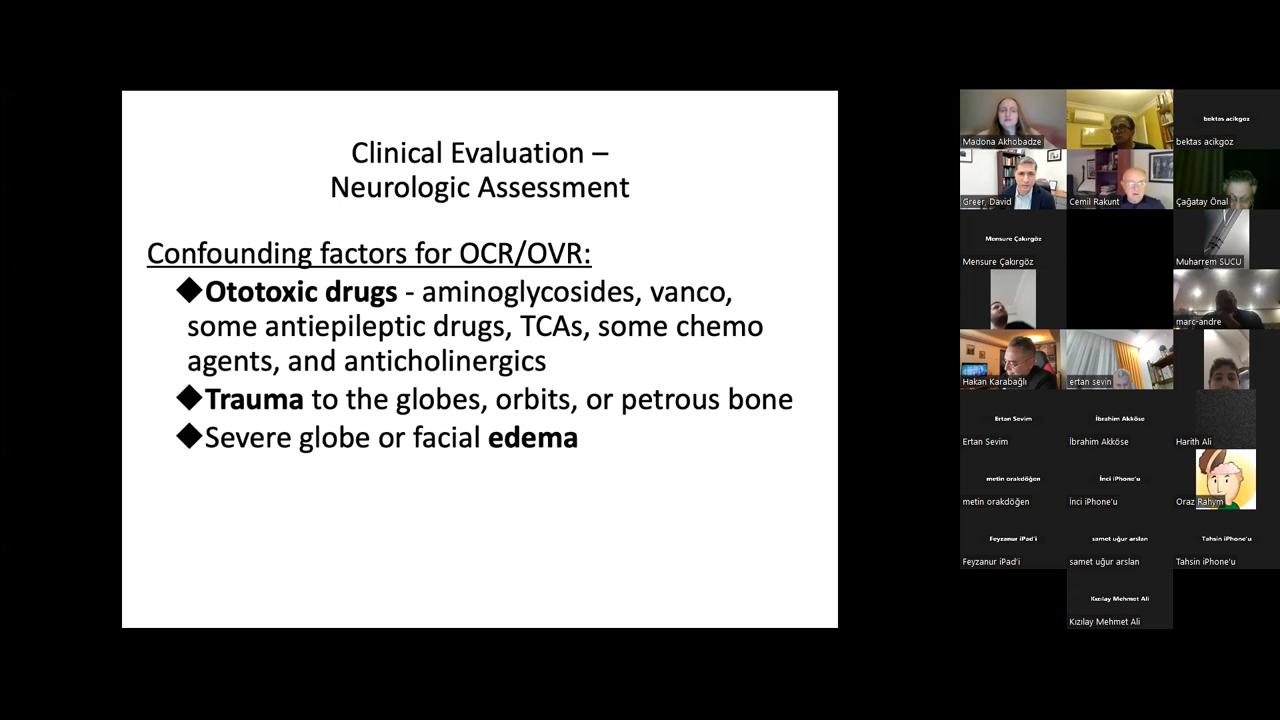 Clinical Evaluation –
Neurologic Assessment
Confounding factors for OCR/OVR:
◆Ototoxic drugs - aminoglycosides, vanco,
some antiepileptic drugs, TCAs, some chemo
agents, and anticholinergics
◆Trauma to the globes, orbits, or petrous bone
◆Severe globe or facial edema
Madona Akhobadze
bektas acikgoz
bektas acikgoz
Greer, David
Cemil Rakunt
Çağatay Önal
Mensure Çakırgöz
Mensure Çakırgöz
Muharrem SUCU
marc-andre
Hakan Karabağlı
ertan sevin
Ertan Sevim
Ertan Sevim
İbrahim Akköse
İbrahim Akköse
Harith Ali
metin orakdöğen
metin orakdöğen
İnci iPhone'u
İnci iPhone'u
Oraz Rahym
Feyzanur iPad'i
Feyzanur iPad'i
samet uğur arslan
samet uğur arslan
Tahsin iPhone'u
Tahsin iPhone'u
Kızılay Mehmet Ali
Kızılay Mehmet Ali